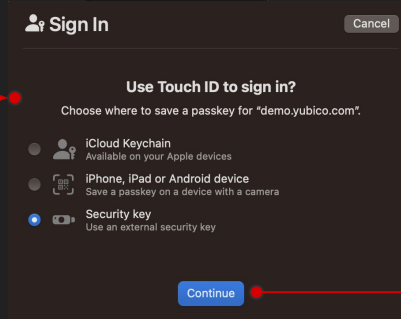 Sign In
Cancel
Use Touch ID to sign in?
Choose where to save a passkey for “demo.yubico.com”.
iCloud Keychain
Available on your Apple devices
iPhone, iPad or Android device
Save a passkey on a device with a camera
Security key
Use an external security key
Continue